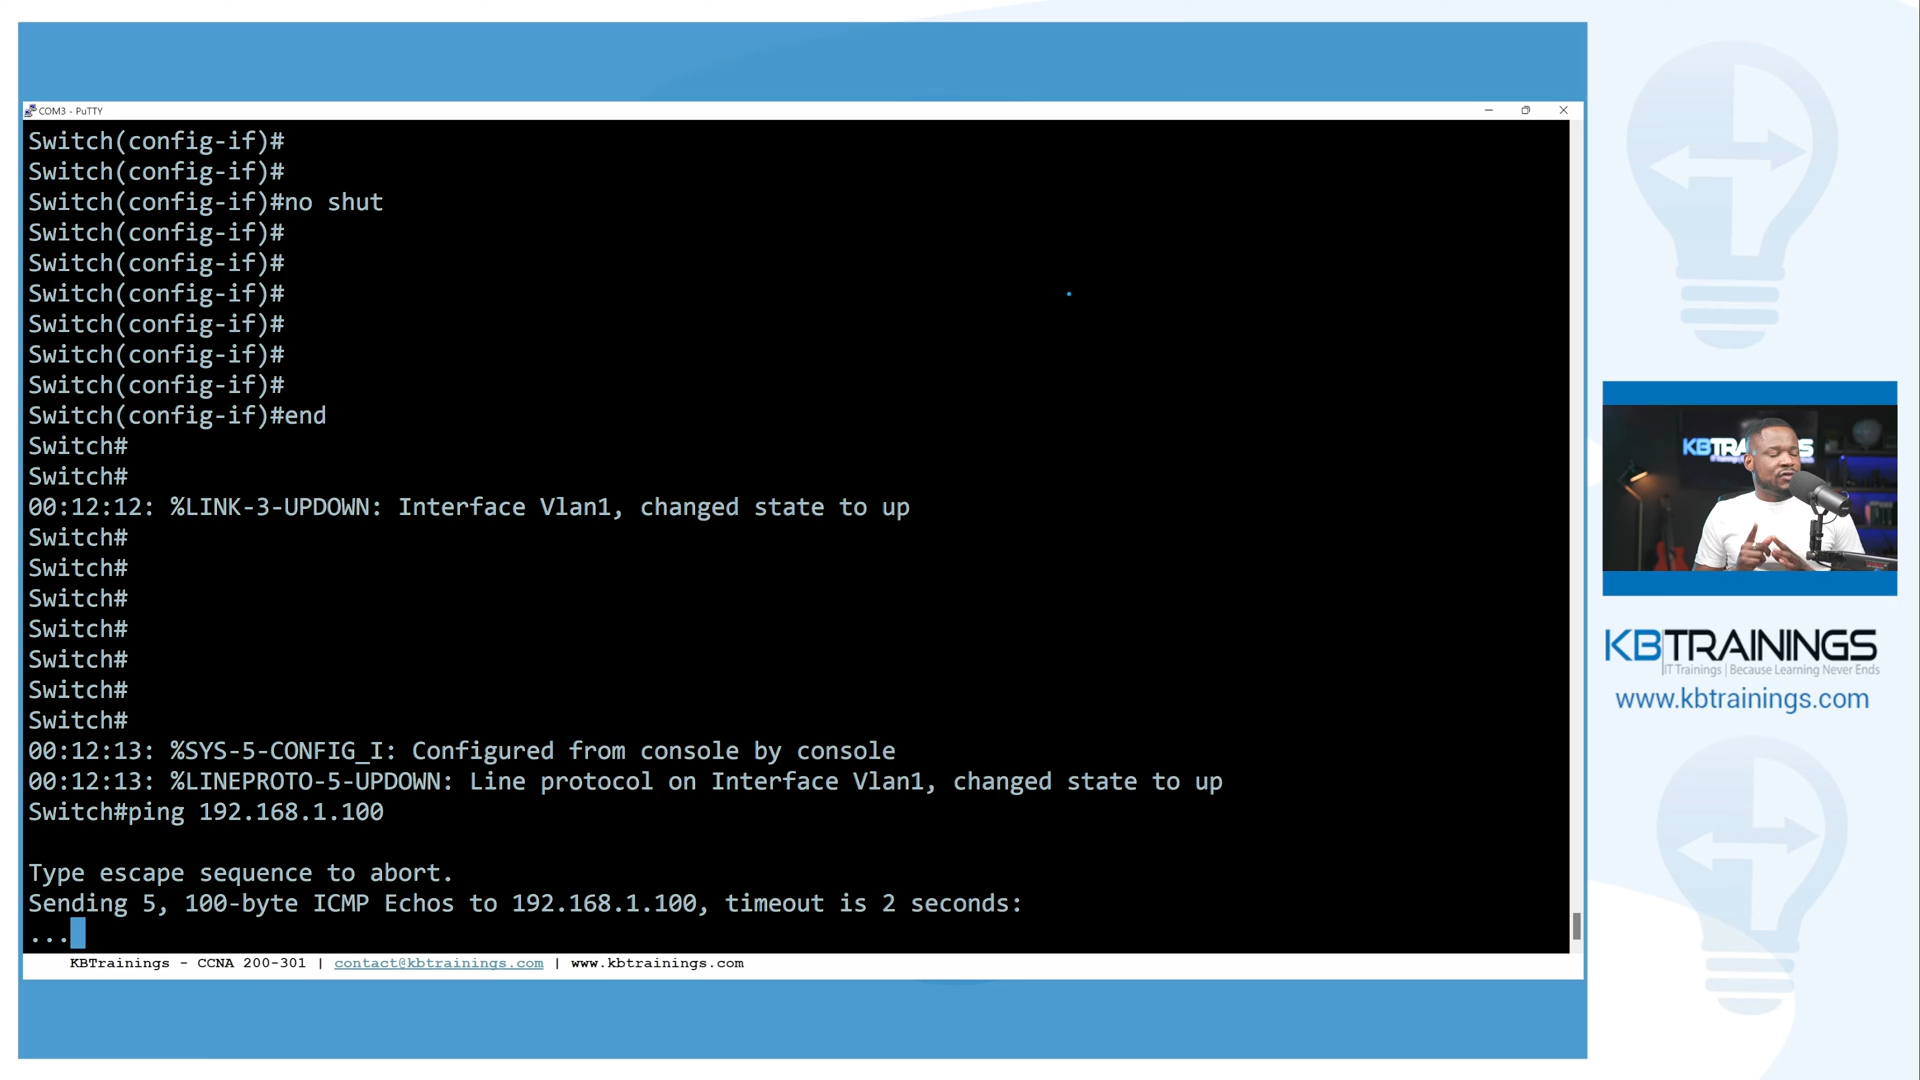 COM3 - PuTTY
Switch(config-if)#
Switch(config-if)#
Switch(config-if)#no shut
Switch(config-if)#
Switch(config-if)#
Switch(config-if)#
Switch(config-if)#
Switch(config-if)#
Switch(config-if)#
Switch(config-if)#end
Switch#
Switch#
00:12:12: %LINK-3-UPDOWN: Interface Vlan1, changed state to up
Switch#
Switch#
Switch#
Switch#
Switch#
Switch#
Switch#
00:12:13: %SYS-5-CONFIG_I: Configured from console by console
00:12:13: %LINEPROTO-5-UPDOWN: Line protocol on Interface Vlan1, changed state to up
Switch#ping 192.168.1.100
Type escape sequence to abort.
Sending 5, 100-byte ICMP Echos to 192.168.1.100, timeout is 2 seconds:
...
KBTrainings - CCNA 200-301 | contact@kbtrainings.com | www.kbtrainings.com
KBTRAININGS
IT Trainings | Because Learning Never Ends
www.kbtrainings.com